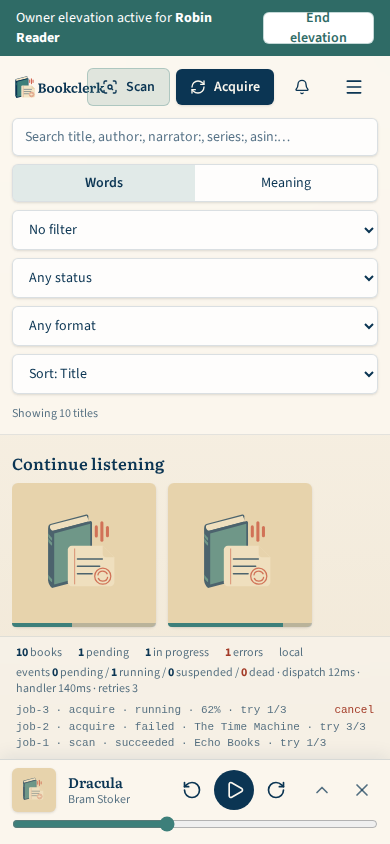 Owner elevation active for Robin
Reader
End
elevation
Bookclerk
Scan
Acquire
Search title, author:, narrator:, series:, asin:…
Words
Meaning
No filter
Any status
Any format
Sort: Title
Showing 10 titles
Continue listening
10 books 1 pending 1 in progress 1 errors local
events 0 pending / 1 running / 0 suspended / 0 dead · dispatch 12ms ·
handler 140ms · retries 3
job-3 · acquire · running · 62% · try 1/3 cancel
job-2 · acquire · failed · The Time Machine · try 3/3
job-1 · scan · succeeded · Echo Books · try 1/3
Dracula
Bram Stoker